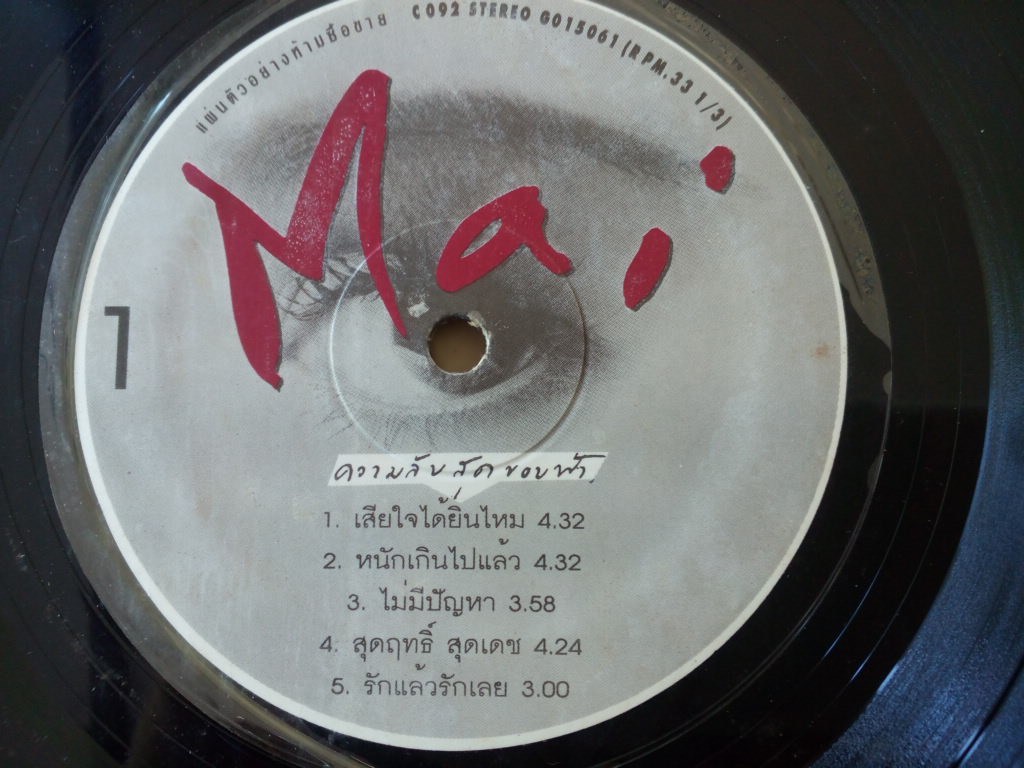 แผ่นตัวอย่างห้ามซื้อขาย
C 092 STEREO G015061 (RPM.33 1/3)
Mai
1
ความลับสุดขอบฟ้า
1. เสียใจได้ยินไหม 4.32
2. หนักเกินไปแล้ว 4.32
3. ไม่มีปัญหา 3.58
4. สุดฤทธิ์ สุดเดช 4.24
5. รักแล้วรักเลย 3.00